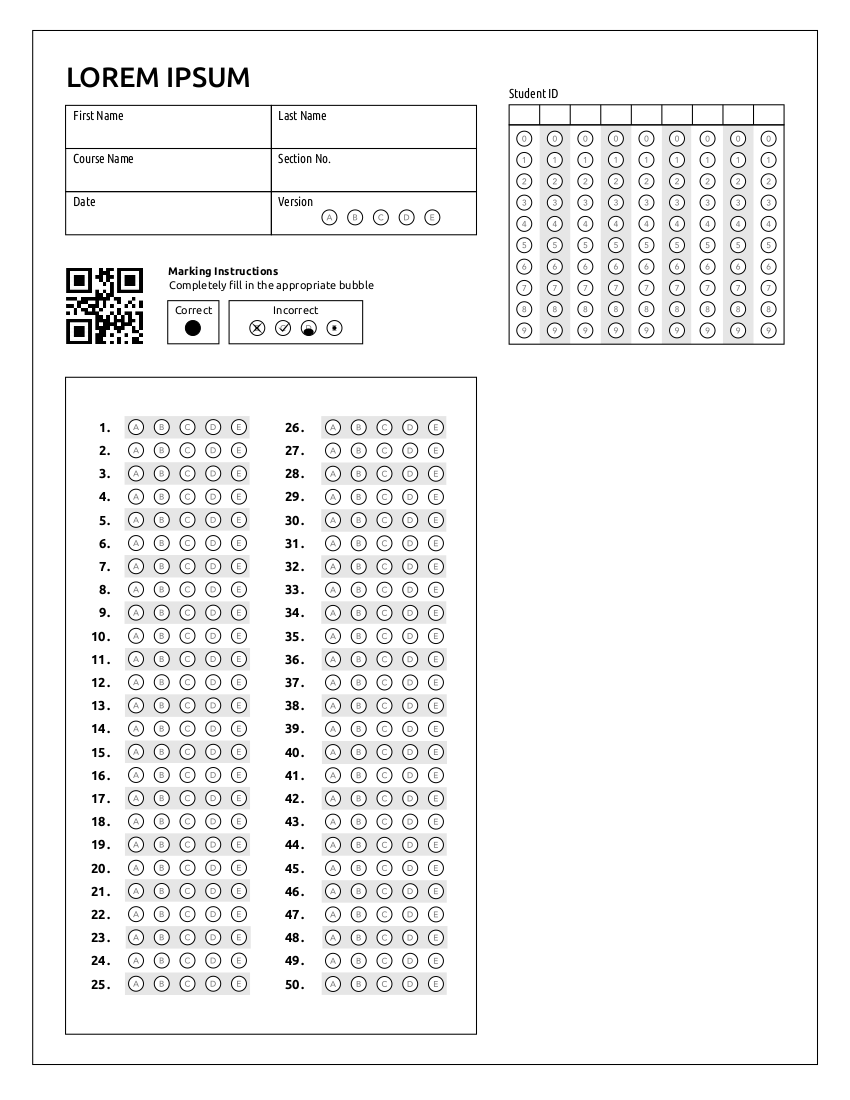 LOREM IPSUM
First Name
Last Name
Course Name
Section No.
Date
Version
A B C D E
Marking Instructions
Completely fill in the appropriate bubble
Correct
Incorrect
Student ID
0 0 0 0 0 0 0 0 0
1 1 1 1 1 1 1 1 1
2 2 2 2 2 2 2 2 2
3 3 3 3 3 3 3 3 3
4 4 4 4 4 4 4 4 4
5 5 5 5 5 5 5 5 5
6 6 6 6 6 6 6 6 6
7 7 7 7 7 7 7 7 7
8 8 8 8 8 8 8 8 8
9 9 9 9 9 9 9 9 9
1. A B C D E
2. A B C D E
3. A B C D E
4. A B C D E
5. A B C D E
6. A B C D E
7. A B C D E
8. A B C D E
9. A B C D E
10. A B C D E
11. A B C D E
12. A B C D E
13. A B C D E
14. A B C D E
15. A B C D E
16. A B C D E
17. A B C D E
18. A B C D E
19. A B C D E
20. A B C D E
21. A B C D E
22. A B C D E
23. A B C D E
24. A B C D E
25. A B C D E
26. A B C D E
27. A B C D E
28. A B C D E
29. A B C D E
30. A B C D E
31. A B C D E
32. A B C D E
33. A B C D E
34. A B C D E
35. A B C D E
36. A B C D E
37. A B C D E
38. A B C D E
39. A B C D E
40. A B C D E
41. A B C D E
42. A B C D E
43. A B C D E
44. A B C D E
45. A B C D E
46. A B C D E
47. A B C D E
48. A B C D E
49. A B C D E
50. A B C D E